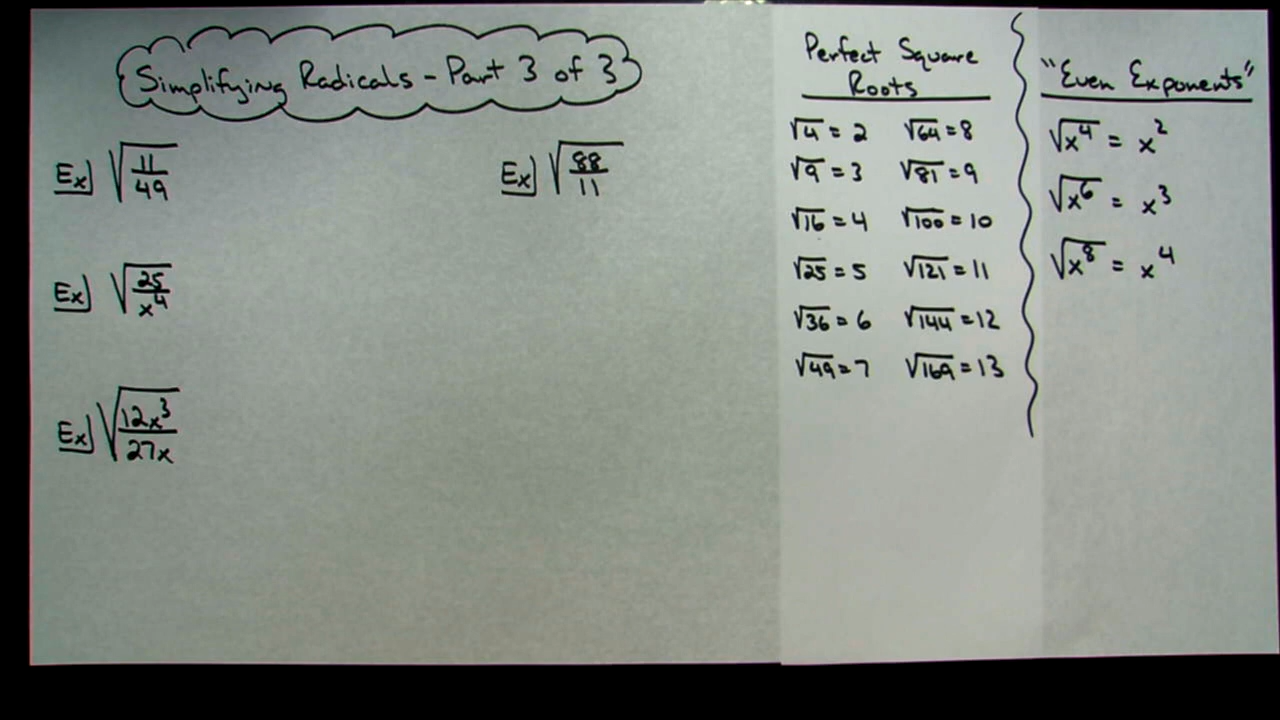 Simplifying Radicals - Part 3 of 3
Ex) √(11/49)
Ex) √(88/11)
Ex) √(25/x⁴)
Ex) √(12x³/27x)
Perfect Square
Roots
√4 = 2 √64 = 8
√9 = 3 √81 = 9
√16 = 4 √100 = 10
√25 = 5 √121 = 11
√36 = 6 √144 = 12
√49 = 7 √169 = 13
"Even Exponents"
√x⁴ = x²
√x⁶ = x³
√x⁸ = x⁴